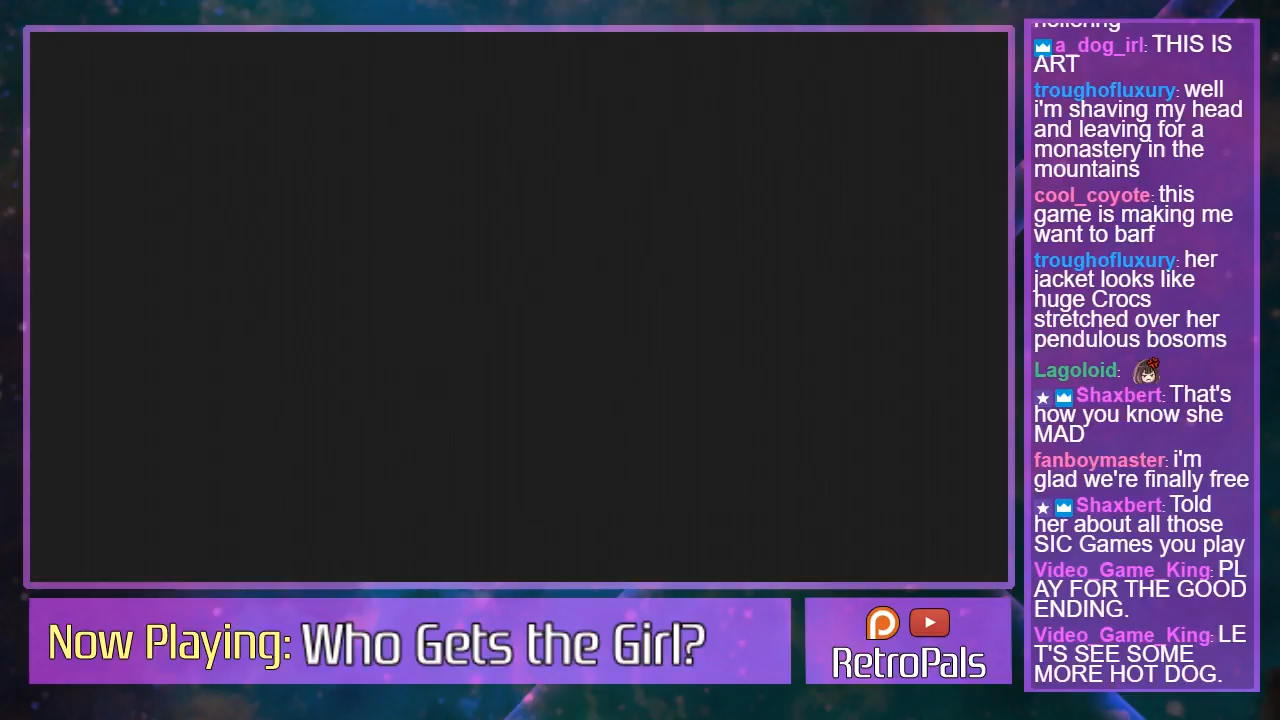 Now Playing: Who Gets the Girl?
RetroPals
hollering
a_dog_irl: THIS IS
ART
troughofluxury: well
i'm shaving my head
and leaving for a
monastery in the
mountains
cool_coyote: this
game is making me
want to barf
troughofluxury: her
jacket looks like
huge Crocs
stretched over her
pendulous bosoms
Lagoloid:
Shaxbert: That's
how you know she
MAD
fanboymaster: i'm
glad we're finally free
Shaxbert: Told
her about all those
SIC Games you play
Video_Game_King: PL
AY FOR THE GOOD
ENDING.
Video_Game_King: LE
T'S SEE SOME
MORE HOT DOG.